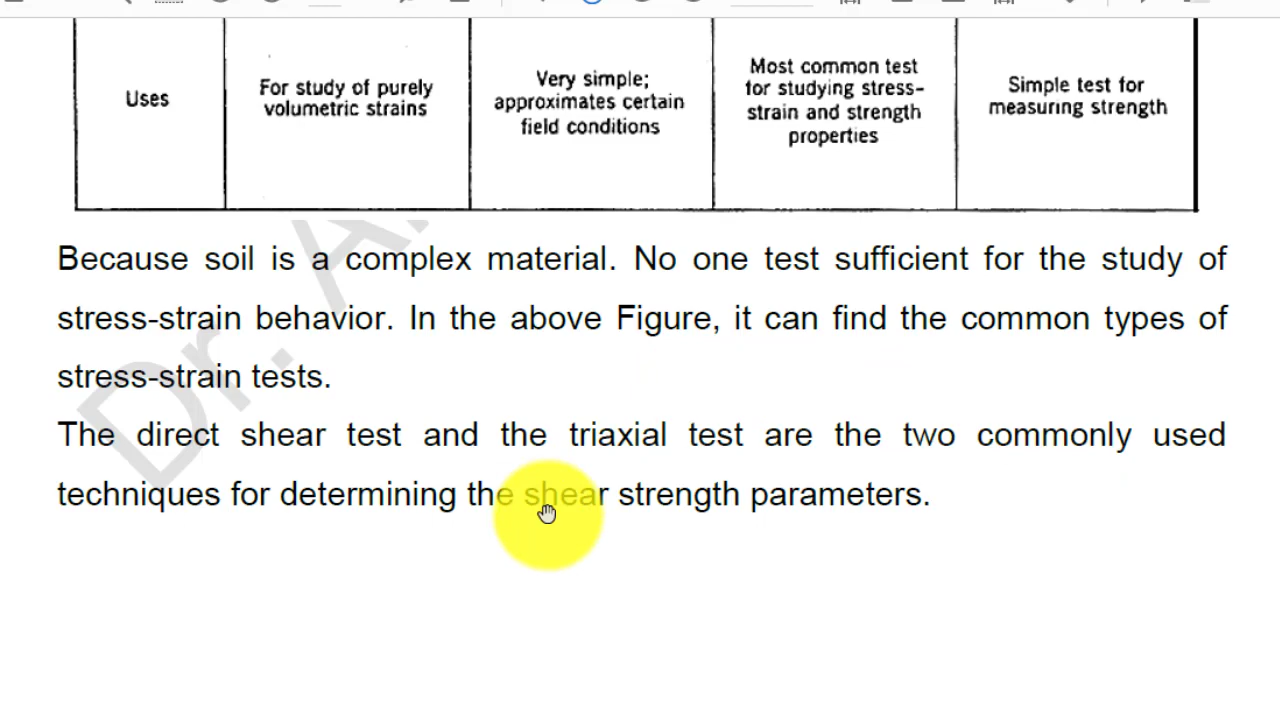 Uses
For study of purely
volumetric strains
Very simple;
approximates certain
field conditions
Most common test
for studying stress-
strain and strength
properties
Simple test for
measuring strength
Because soil is a complex material. No one test sufficient for the study of
stress-strain behavior. In the above Figure, it can find the common types of
stress-strain tests.
The direct shear test and the triaxial test are the two commonly used
techniques for determining the shear strength parameters.
Dr. A